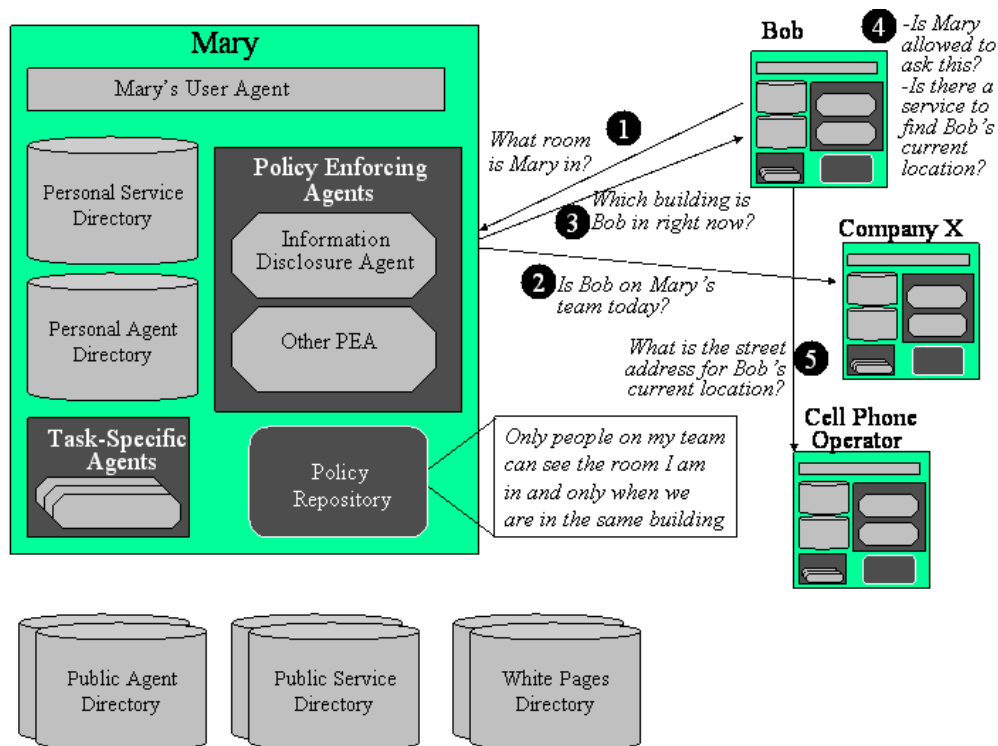 Mary
Mary's User Agent
Personal Service
Directory
Personal Agent
Directory
Policy Enforcing
Agents
Information
Disclosure Agent
Other PEA
Task-Specific
Agents
Policy
Repository
Only people on my team
can see the room I am
in and only when we
are in the same building
1
What room
is Mary in?
3
Which building is
Bob in right now?
2
Is Bob on Mary's
team today?
What is the street
address for Bob's
current location?
5
Bob
4
-Is Mary
allowed to
ask this?
-Is there a
service to
find Bob's
current
location?
Company X
Cell Phone
Operator
Public Agent
Directory
Public Service
Directory
White Pages
Directory